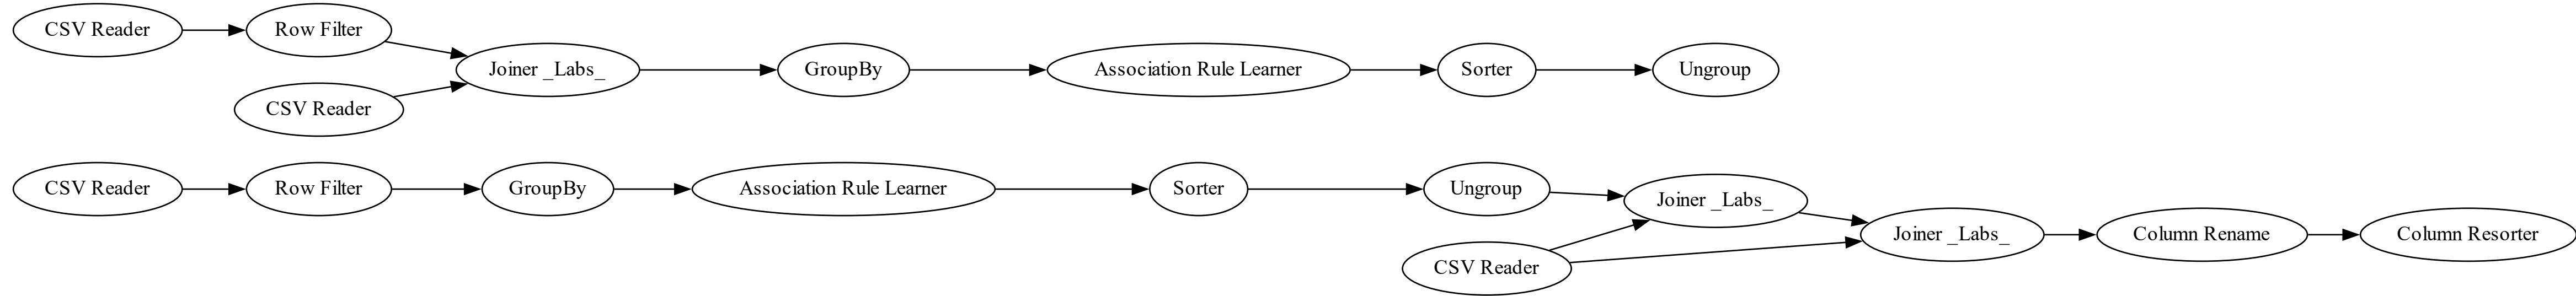 CSV Reader
Row Filter
CSV Reader
Joiner _Labs_
GroupBy
Association Rule Learner
Sorter
Ungroup
CSV Reader
Row Filter
GroupBy
Association Rule Learner
Sorter
Ungroup
CSV Reader
Joiner _Labs_
Joiner _Labs_
Column Rename
Column Resorter